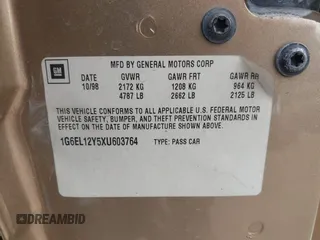 GM
MFD BY GENERAL MOTORS CORP
DATE GVWR GAWR FRT GAWR RR
10/98 2172 KG 1208 KG 964 KG
4787 LB 2662 LB 2125 LB
THIS VEHICLE CONFORMS TO ALL APPLICABLE U.S. FEDERAL MOTOR
VEHICLE SAFETY, BUMPER, AND THEFT PREVENTION STANDARDS
IN EFFECT ON THE DATE OF MANUFACTURE SHOWN ABOVE.
1G6EL12Y5XU603764 TYPE: PASS CAR
DREAMBID